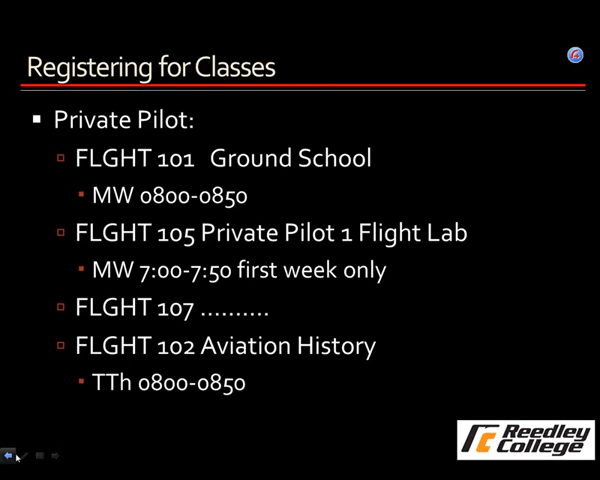 Registering for Classes
Private Pilot:
FLGHT 101 Ground School
MW 0800-0850
FLGHT 105 Private Pilot 1 Flight Lab
MW 7:00-7:50 first week only
FLGHT 107 ..........
FLGHT 102 Aviation History
TTh 0800-0850
Reedley
College